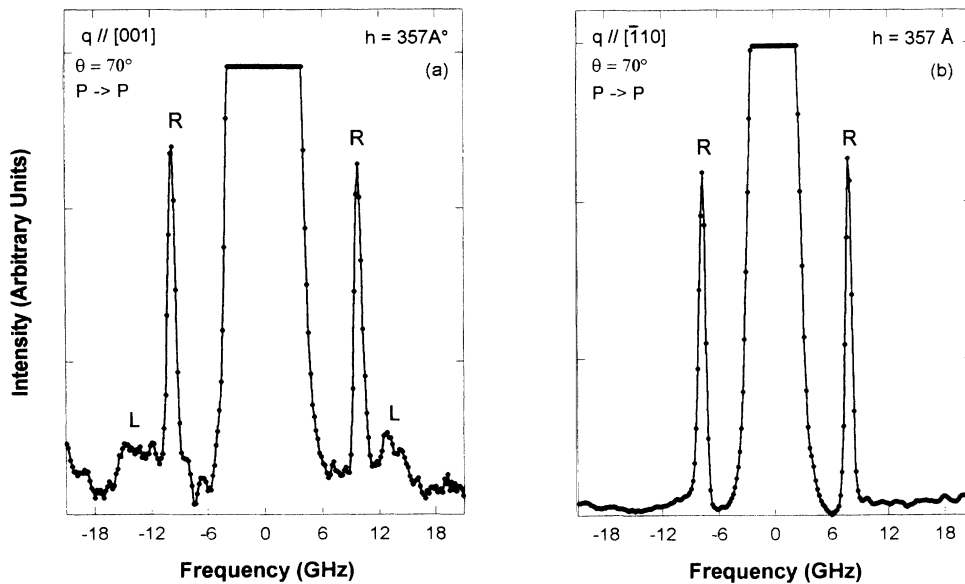 q // [001]
h = 357A°
θ = 70°
(a)
P -> P
R
R
L
L
-18
-12
-6
0
6
12
18
Frequency (GHz)
Intensity (Arbitrary Units)
q // [1̅10]
h = 357 Å
θ = 70°
(b)
P -> P
R
R
-18
-12
-6
0
6
12
18
Frequency (GHz)